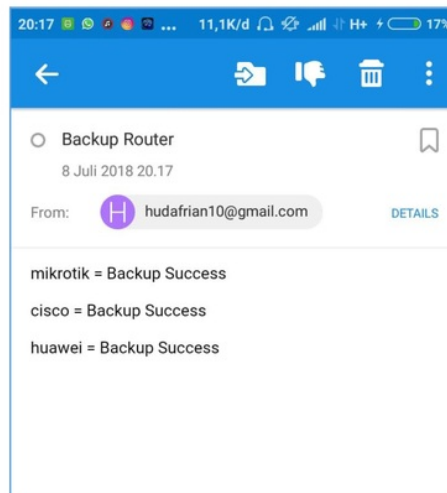 20:17 ... 11,1K/d H+ 17%
Backup Router
8 Juli 2018 20.17
From: H hudafrian10@gmail.com DETAILS
mikrotik = Backup Success
cisco = Backup Success
huawei = Backup Success